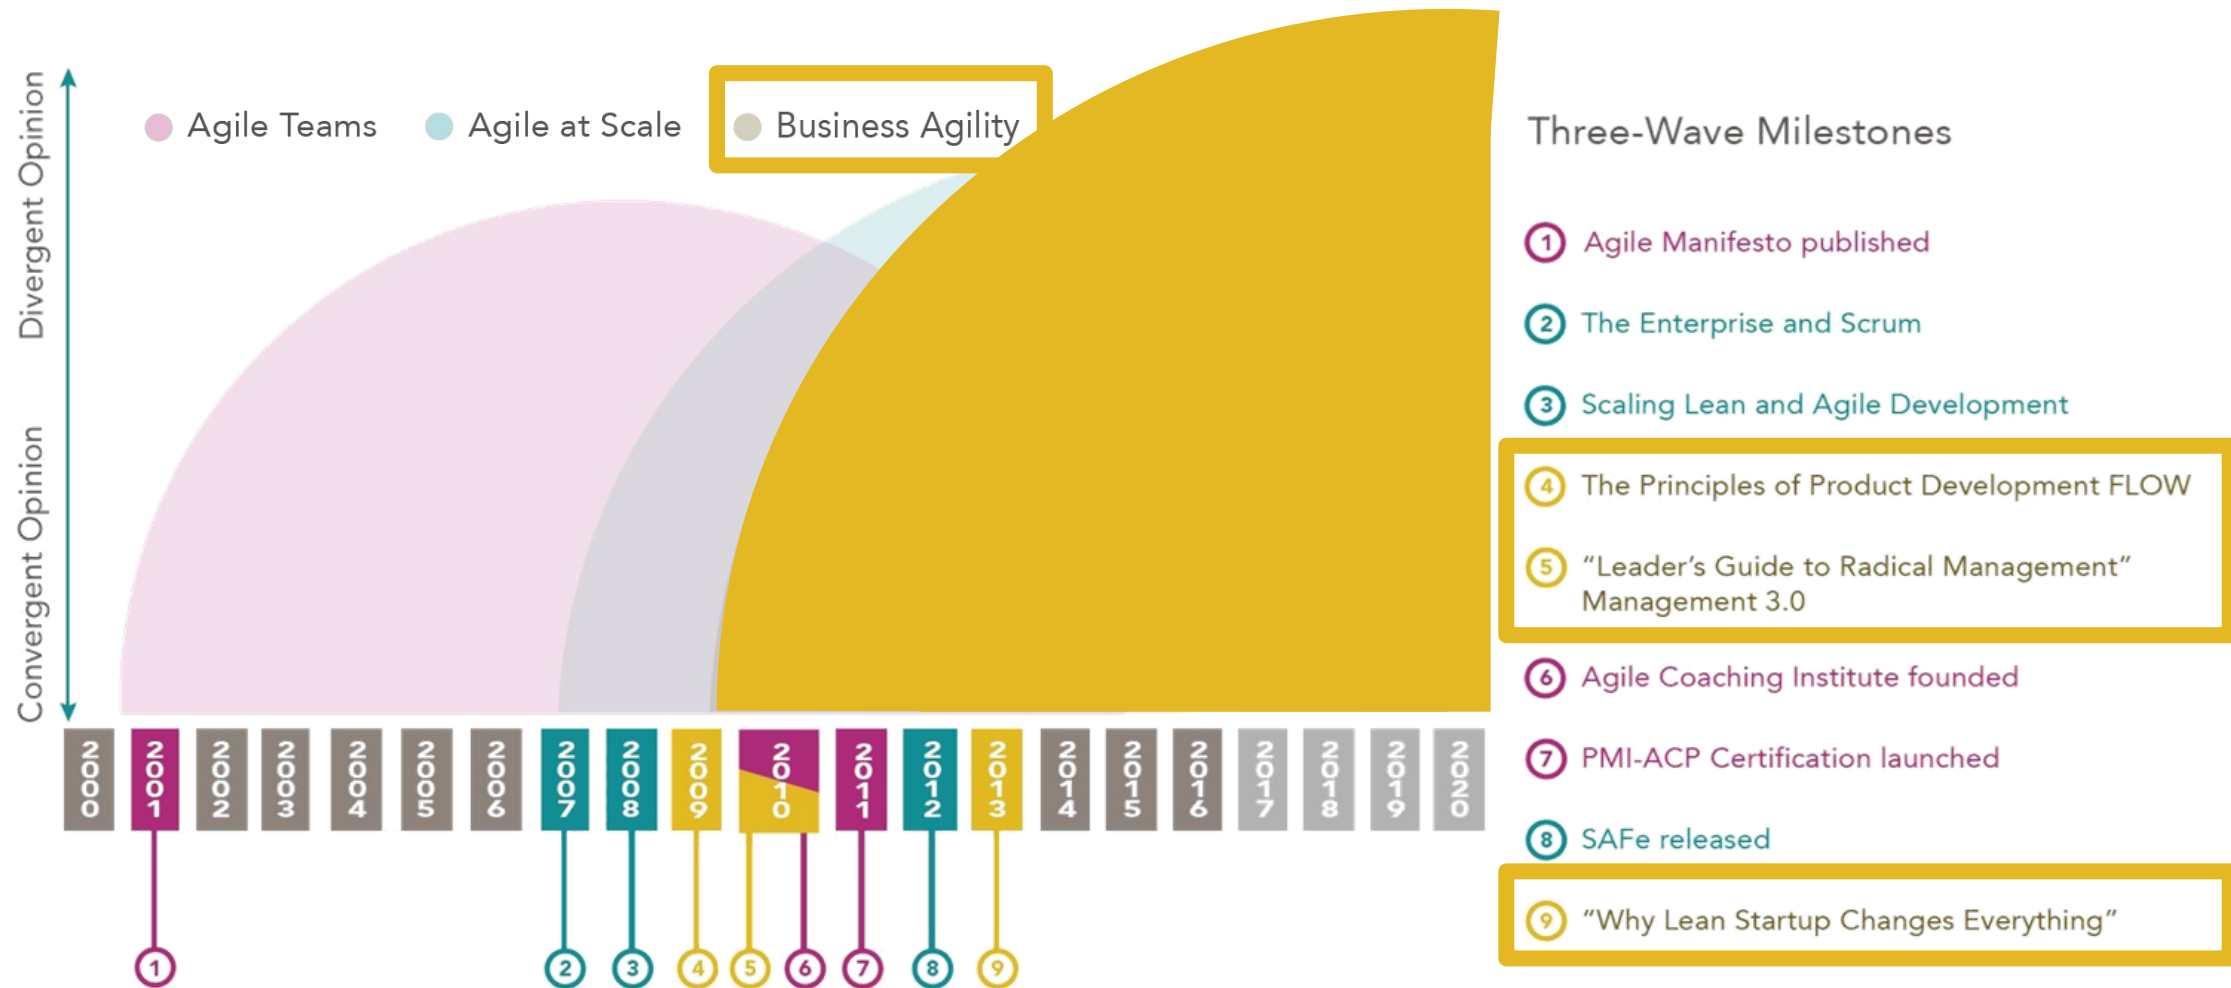 Divergent Opinion
Convergent Opinion
Agile Teams
Agile at Scale
Business Agility
2000
2001
2002
2003
2004
2005
2006
2007
2008
2009
2010
2011
2012
2013
2014
2015
2016
2017
2018
2019
2020
1
2
3
4
5
6
7
8
9
Three-Wave Milestones
1 Agile Manifesto published
2 The Enterprise and Scrum
3 Scaling Lean and Agile Development
4 The Principles of Product Development FLOW
5 “Leader’s Guide to Radical Management”
Management 3.0
6 Agile Coaching Institute founded
7 PMI-ACP Certification launched
8 SAFe released
9 “Why Lean Startup Changes Everything”